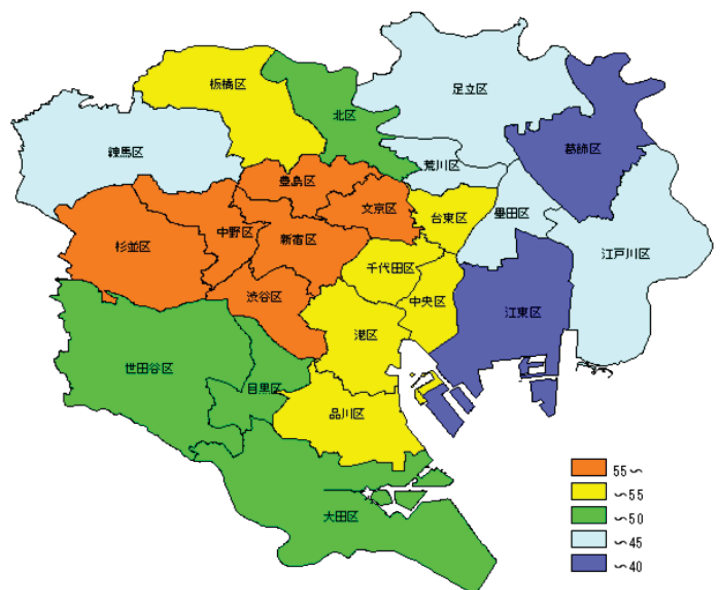 板橋区
足立区
北区
練馬区
荒川区
葛飾区
豊島区
文京区
台東区
墨田区
中野区
新宿区
杉並区
千代田区
江戸川区
渋谷区
中央区
江東区
港区
世田谷区
目黒区
品川区
大田区
55〜
〜55
〜50
〜45
〜40